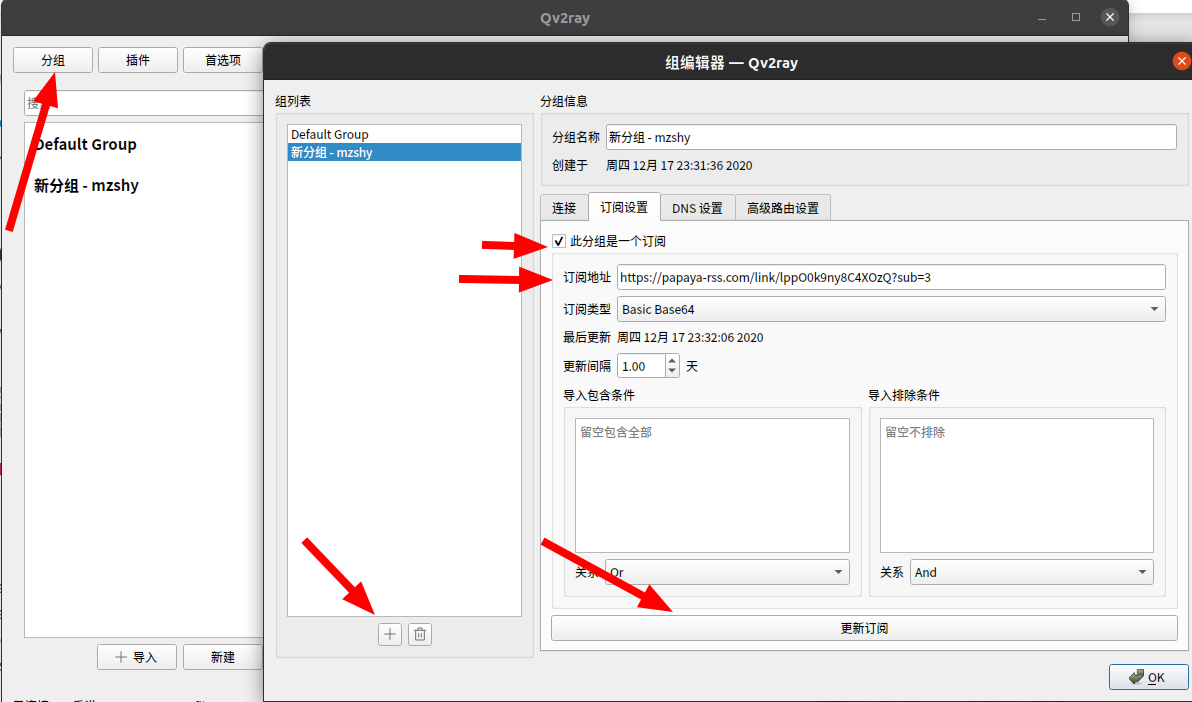 Qv2ray
分组
插件
首选项
Default Group
新分组 - mzshy
导入
新建
组编辑器 — Qv2ray
组列表
Default Group
新分组 - mzshy
分组信息
分组名称 新分组 - mzshy
创建于 周四 12月 17 23:31:36 2020
连接
订阅设置
DNS 设置
高级路由设置
此分组是一个订阅
订阅地址 https://papaya-rss.com/link/lppO0k9ny8C4XOzQ?sub=3
订阅类型 Basic Base64
最后更新 周四 12月 17 23:32:06 2020
更新间隔 1.00 天
导入包含条件
留空包含全部
关系 Or
导入排除条件
留空不排除
关系 And
更新订阅
OK